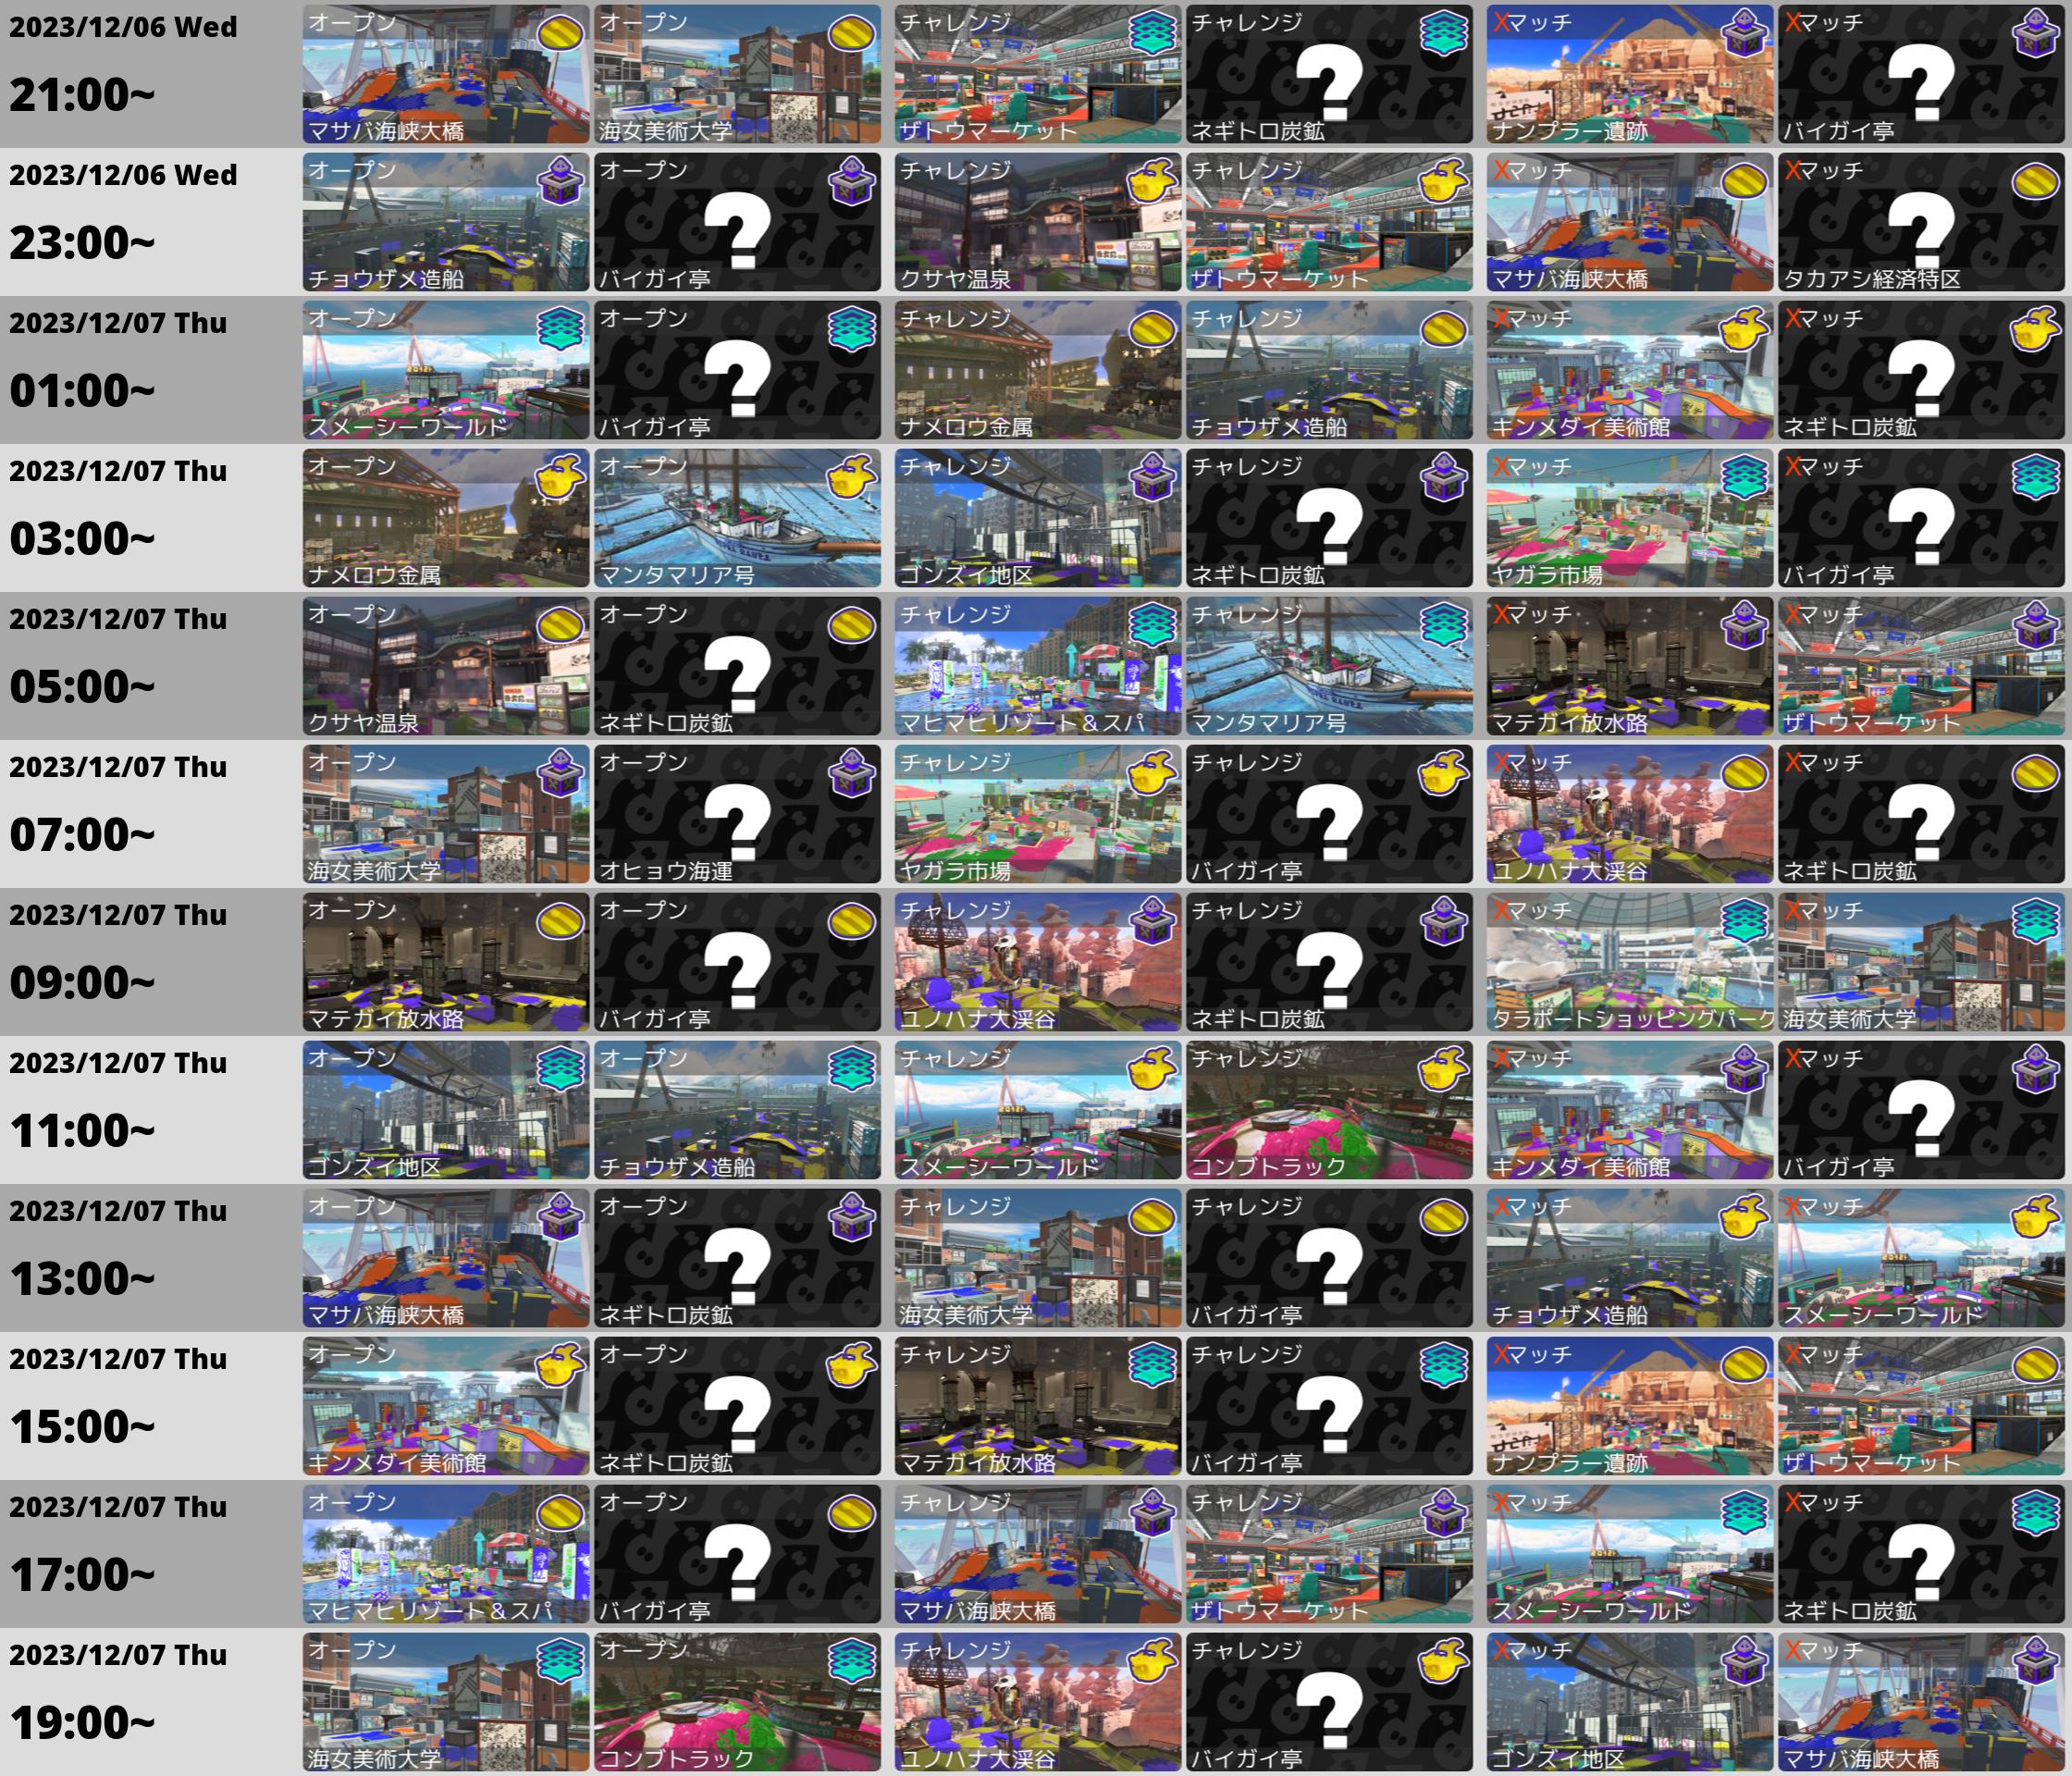 2023/12/06 Wed
21:00~
オープン
マサバ海峡大橋
オープン
海女美術大学
チャレンジ
ザトウマーケット
チャレンジ
ネギトロ炭鉱
Xマッチ
ナンプラー遺跡
Xマッチ
バイガイ亭
2023/12/06 Wed
23:00~
オープン
チョウザメ造船
オープン
バイガイ亭
チャレンジ
クサヤ温泉
チャレンジ
ザトウマーケット
Xマッチ
マサバ海峡大橋
Xマッチ
タカアシ経済特区
2023/12/07 Thu
01:00~
オープン
スメーシーワールド
オープン
バイガイ亭
チャレンジ
ナメロウ金属
チャレンジ
チョウザメ造船
Xマッチ
キンメダイ美術館
Xマッチ
ネギトロ炭鉱
2023/12/07 Thu
03:00~
オープン
ナメロウ金属
オープン
マンタマリア号
チャレンジ
ゴンズイ地区
チャレンジ
ネギトロ炭鉱
Xマッチ
ヤガラ市場
Xマッチ
バイガイ亭
2023/12/07 Thu
05:00~
オープン
クサヤ温泉
オープン
ネギトロ炭鉱
チャレンジ
マヒマヒリゾート＆スパ
チャレンジ
マンタマリア号
Xマッチ
マテガイ放水路
Xマッチ
ザトウマーケット
2023/12/07 Thu
07:00~
オープン
海女美術大学
オープン
オヒョウ海運
チャレンジ
ヤガラ市場
チャレンジ
バイガイ亭
Xマッチ
ユノハナ大渓谷
Xマッチ
ネギトロ炭鉱
2023/12/07 Thu
09:00~
オープン
マテガイ放水路
オープン
バイガイ亭
チャレンジ
ユノハナ大渓谷
チャレンジ
ネギトロ炭鉱
Xマッチ
タラポートショッピングパーク
Xマッチ
海女美術大学
2023/12/07 Thu
11:00~
オープン
ゴンズイ地区
オープン
チョウザメ造船
チャレンジ
スメーシーワールド
チャレンジ
コンブトラック
Xマッチ
キンメダイ美術館
Xマッチ
バイガイ亭
2023/12/07 Thu
13:00~
オープン
マサバ海峡大橋
オープン
ネギトロ炭鉱
チャレンジ
海女美術大学
チャレンジ
バイガイ亭
Xマッチ
チョウザメ造船
Xマッチ
スメーシーワールド
2023/12/07 Thu
15:00~
オープン
キンメダイ美術館
オープン
ネギトロ炭鉱
チャレンジ
マテガイ放水路
チャレンジ
バイガイ亭
Xマッチ
ナンプラー遺跡
Xマッチ
ザトウマーケット
2023/12/07 Thu
17:00~
オープン
マヒマヒリゾート＆スパ
オープン
バイガイ亭
チャレンジ
マサバ海峡大橋
チャレンジ
ザトウマーケット
Xマッチ
スメーシーワールド
Xマッチ
ネギトロ炭鉱
2023/12/07 Thu
19:00~
オープン
海女美術大学
オープン
コンブトラック
チャレンジ
ユノハナ大渓谷
チャレンジ
バイガイ亭
Xマッチ
ゴンズイ地区
Xマッチ
マサバ海峡大橋